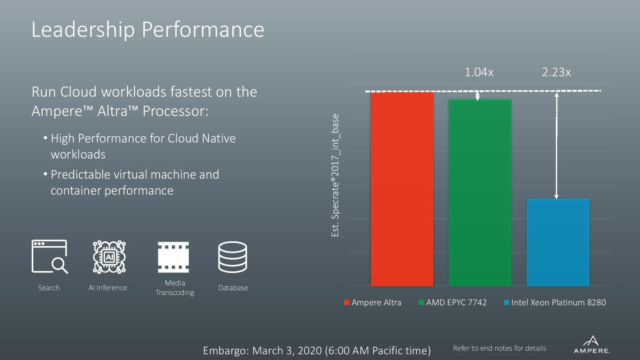 Leadership Performance
Run Cloud workloads fastest on the
Ampere™ Altra™ Processor:
• High Performance for Cloud Native
workloads
• Predictable virtual machine and
container performance
AI
Search
AI Inference
Media
Transcoding
Database
1.04x
2.23x
Est. Specrate®2017_int_base
Ampere Altra
AMD EPYC 7742
Intel Xeon Platinum 8280
Embargo: March 3, 2020 (6:00 AM Pacific time)
Refer to end notes for details
AMPERE.